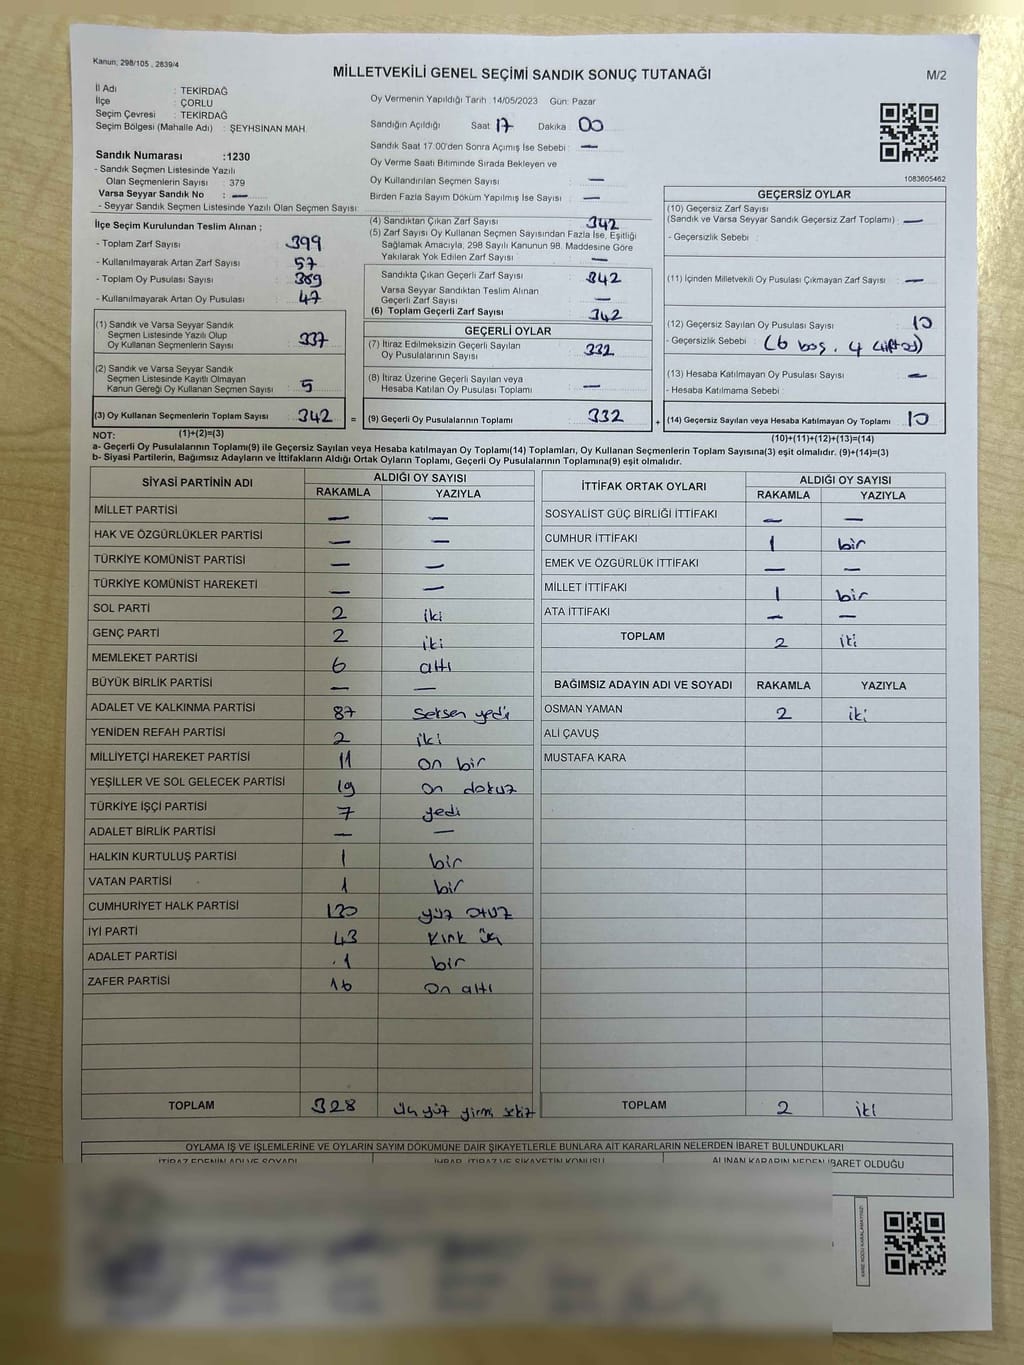 Kanun; 298/105 , 2839/4
MİLLETVEKİLİ GENEL SEÇİMİ SANDIK SONUÇ TUTANAĞI
M/2
İl Adı : TEKİRDAĞ
İlçe : ÇORLU
Seçim Çevresi : TEKİRDAĞ
Seçim Bölgesi (Mahalle Adı) : ŞEYHSİNAN MAH.
Sandık Numarası :1230
- Sandık Seçmen Listesinde Yazılı
Olan Seçmenlerin Sayısı : 379
Varsa Seyyar Sandık No : —
- Seyyar Sandık Seçmen Listesinde Yazılı Olan Seçmen Sayısı:
Oy Vermenin Yapıldığı Tarih :14/05/2023 Gün: Pazar
Sandığın Açıldığı Saat 17 Dakika 00
Sandık Saat 17:00'den Sonra Açımış İse Sebebi : —
Oy Verme Saati Bitiminde Sırada Bekleyen ve
Oy Kullandırılan Seçmen Sayısı : —
Birden Fazla Sayım Döküm Yapılmış İse Sayısı : —
1083605462
İlçe Seçim Kurulundan Teslim Alınan ;
- Toplam Zarf Sayısı : 399
- Kullanılmayarak Artan Zarf Sayısı : 57
- Toplam Oy Pusulası Sayısı : 389
- Kullanılmayarak Artan Oy Pusulası : 47
(1) Sandık ve Varsa Seyyar Sandık
Seçmen Listesinde Yazılı Olup
Oy Kullanan Seçmenlerin Sayısı : 337
(2) Sandık ve Varsa Seyyar Sandık
Seçmen Listesinde Kayıtlı Olmayan
Kanun Gereği Oy Kullanan Seçmen Sayısı : 5
(3) Oy Kullanan Seçmenlerin Toplam Sayısı : 342 =
(1)+(2)=(3)
(4) Sandıktan Çıkan Zarf Sayısı : 342
(5) Zarf Sayısı Oy Kullanan Seçmen Sayısından Fazla İse, Eşitliği
Sağlamak Amacıyla, 298 Sayılı Kanunun 98. Maddesine Göre
Yakılarak Yok Edilen Zarf Sayısı : —
Sandıkta Çıkan Geçerli Zarf Sayısı : 342
Varsa Seyyar Sandıktan Teslim Alınan
Geçerli Zarf Sayısı : —
(6) Toplam Geçerli Zarf Sayısı : 342
GEÇERLİ OYLAR
(7) İtiraz Edilmeksizin Geçerli Sayılan
Oy Pusulalarının Sayısı : 332
(8) İtiraz Üzerine Geçerli Sayılan veya
Hesaba Katılan Oy Pusulası Toplamı : —
(9) Geçerli Oy Pusulalarının Toplamı : 332 +
GEÇERSİZ OYLAR
(10) Geçersiz Zarf Sayısı
(Sandık ve Varsa Seyyar Sandık Geçersiz Zarf Toplamı) : —
- Geçersizlik Sebebi :
(11) İçinden Milletvekili Oy Pusulası Çıkmayan Zarf Sayısı : —
(12) Geçersiz Sayılan Oy Pusulası Sayısı : 10
- Geçersizlik Sebebi : (6 boş, 4 çift oy)
(13) Hesaba Katılmayan Oy Pusulası Sayısı : —
- Hesaba Katılmama Sebebi :
(14) Geçersiz Sayılan veya Hesaba Katılmayan Oy Toplamı : 10
(10)+(11)+(12)+(13)=(14)
NOT:
a- Geçerli Oy Pusulalarının Toplamı(9) ile Geçersiz Sayılan veya Hesaba katılmayan Oy Toplamı(14) Toplamları, Oy Kullanan Seçmenlerin Toplam Sayısına(3) eşit olmalıdır. (9)+(14)=(3)
b- Siyasi Partilerin, Bağımsız Adayların ve İttifakların Aldığı Ortak Oyların Toplamı, Geçerli Oy Pusulalarının Toplamına(9) eşit olmalıdır.
SİYASİ PARTİNİN ADI ALDIĞI OY SAYISI
RAKAMLA YAZIYLA
MİLLET PARTİSİ — —
HAK VE ÖZGÜRLÜKLER PARTİSİ — —
TÜRKİYE KOMÜNİST PARTİSİ — —
TÜRKİYE KOMÜNİST HAREKETİ — —
SOL PARTİ 2 iki
GENÇ PARTİ 2 iki
MEMLEKET PARTİSİ 6 altı
BÜYÜK BİRLİK PARTİSİ — —
ADALET VE KALKINMA PARTİSİ 87 seksen yedi
YENİDEN REFAH PARTİSİ 2 iki
MİLLİYETÇİ HAREKET PARTİSİ 11 on bir
YEŞİLLER VE SOL GELECEK PARTİSİ 19 on dokuz
TÜRKİYE İŞÇİ PARTİSİ 7 yedi
ADALET BİRLİK PARTİSİ — —
HALKIN KURTULUŞ PARTİSİ 1 bir
VATAN PARTİSİ 1 bir
CUMHURİYET HALK PARTİSİ 130 yüz otuz
İYİ PARTİ 43 kırk üç
ADALET PARTİSİ 1 bir
ZAFER PARTİSİ 16 on altı
TOPLAM 328 üç yüz yirmi sekiz
İTTİFAK ORTAK OYLARI ALDIĞI OY SAYISI
RAKAMLA YAZIYLA
SOSYALİST GÜÇ BİRLİĞİ İTTİFAKI — —
CUMHUR İTTİFAKI 1 bir
EMEK VE ÖZGÜRLÜK İTTİFAKI — —
MİLLET İTTİFAKI 1 bir
ATA İTTİFAKI — —
TOPLAM 2 iki
BAĞIMSIZ ADAYIN ADI VE SOYADI RAKAMLA YAZIYLA
OSMAN YAMAN 2 iki
ALİ ÇAVUŞ
MUSTAFA KARA
TOPLAM 2 iki
OYLAMA İŞ VE İŞLEMLERİNE VE OYLARIN SAYIM DÖKÜMÜNE DAİR ŞİKAYETLERLE BUNLARA AİT KARARLARIN NELERDEN İBARET BULUNDUKLARI
İTİRAZ EDENİN ADI VE SOYADI İHBAR, İTİRAZ VE ŞİKAYETİN KONUSU ALINAN KARARIN NEDEN İBARET OLDUĞU
KARE KODU KARALAMAYINIZ!